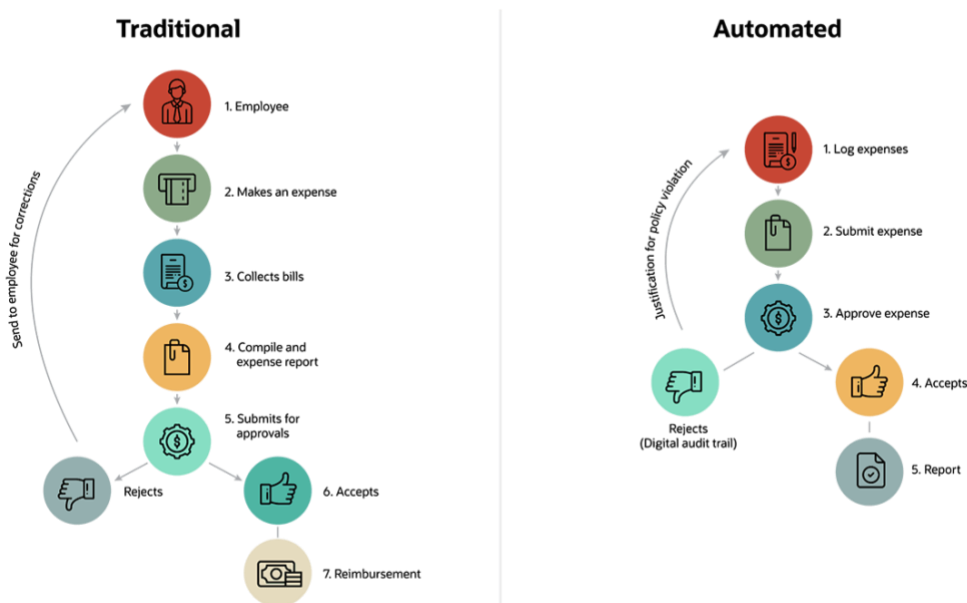 Traditional
Automated
Send to employee for corrections
1. Employee
2. Makes an expense
3. Collects bills
4. Compile and
expense report
5. Submits for
approvals
Rejects
6. Accepts
7. Reimbursement
Justification for policy violation
1. Log expenses
2. Submit expense
3. Approve expense
Rejects
(Digital audit trail)
4. Accepts
5. Report